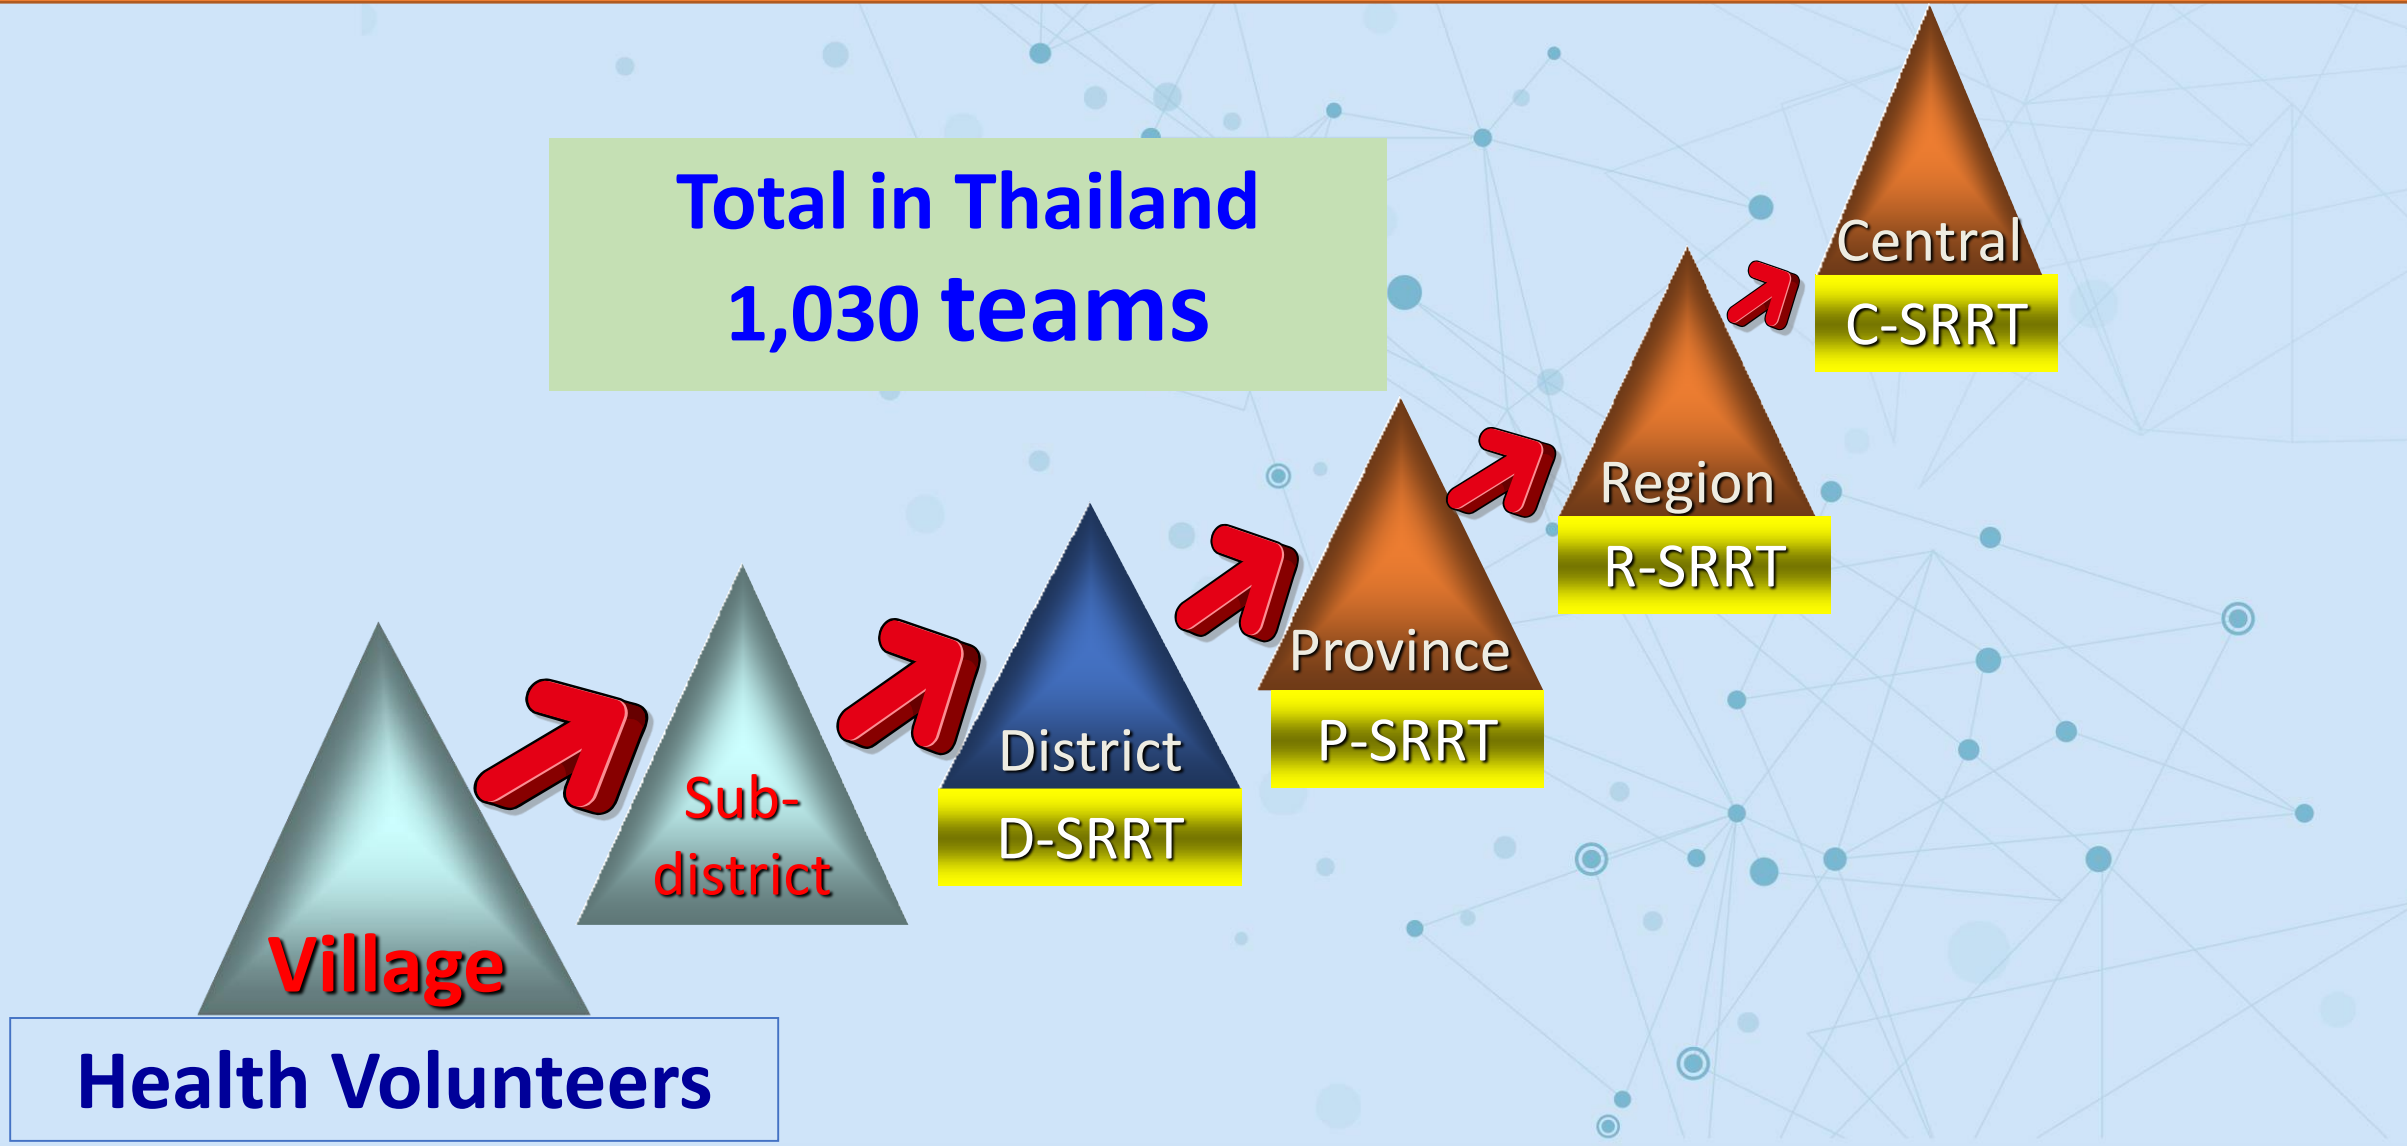 Total in Thailand
1,030 teams
Central
C-SRRT
Region
R-SRRT
Province
P-SRRT
District
D-SRRT
Sub-
district
Village
Health Volunteers